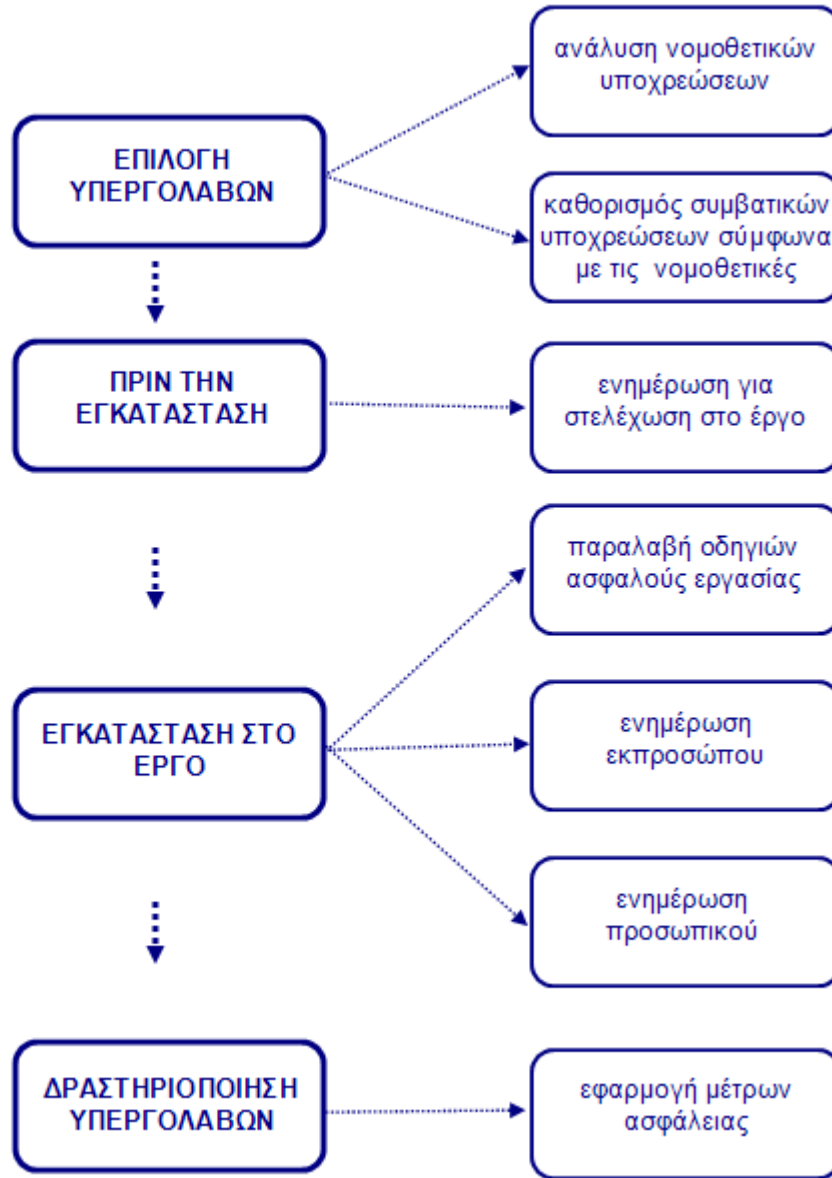 ανάλυση νομοθετικών
υποχρεώσεων
ΕΠΙΛΟΓΗ
ΥΠΕΡΓΟΛΑΒΩΝ
καθορισμός συμβατικών
υποχρεώσεων σύμφωνα
με τις νομοθετικές
ΠΡΙΝ ΤΗΝ
ΕΓΚΑΤΑΣΤΑΣΗ
ενημέρωση για
στελέχωση στο έργο
παραλαβή οδηγιών
ασφαλούς εργασίας
ΕΓΚΑΤΑΣΤΑΣΗ ΣΤΟ
ΕΡΓΟ
ενημέρωση
εκπροσώπου
ενημέρωση
προσωπικού
ΔΡΑΣΤΗΡΙΟΠΟΙΗΣΗ
ΥΠΕΡΓΟΛΑΒΩΝ
εφαρμογή μέτρων
ασφάλειας